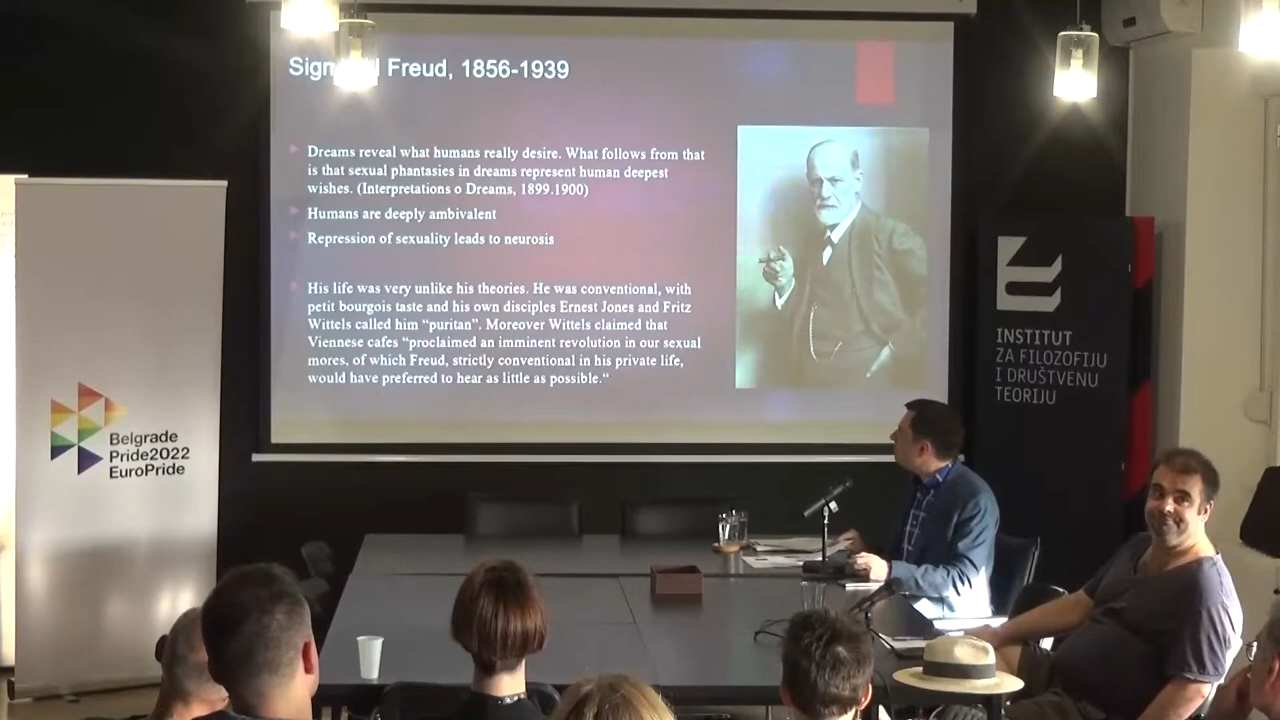 Freud, 1856-1939
Dreams reveal what humans really desire. What follows from that
is that sexual phantasies in dreams represent human deepest
wishes. (Interpretations o Dreams, 1899.1900)
Humans are deeply ambivalent
Repression of sexuality leads to neurosis
His life was very unlike his theories. He was conventional, with
petit bourgois taste and his own disciples Ernest Jones and Fritz
Wittels called him “puritan”. Moreover Wittels claimed that
Viennese cafes “proclaimed an imminent revolution in our sexual
mores, of which Freud, strictly conventional in his private life,
would have preferred to hear as little as possible.“
Belgrade
Pride2022
EuroPride
INSTITUT
ZA FILOZOFIJU
I DRUŠTVENU
TEORIJU